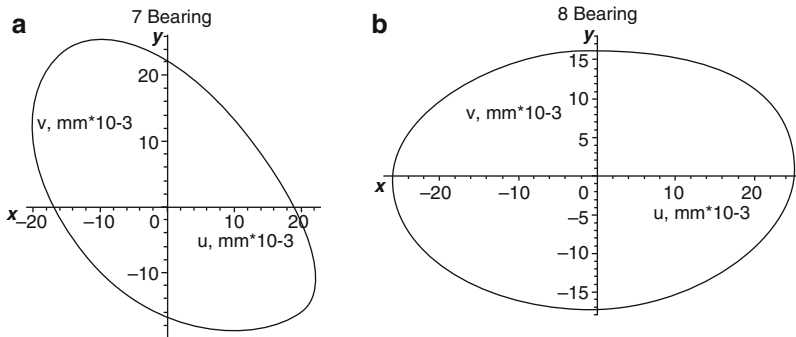 a
7 Bearing
y
20
v, mm*10-3
10
x
–20
–10
0
10
20
u, mm*10-3
–10
b
8 Bearing
y
15
10
v, mm*10-3
5
x
–20
–10
0
10
20
–5
u, mm*10-3
–10
–15